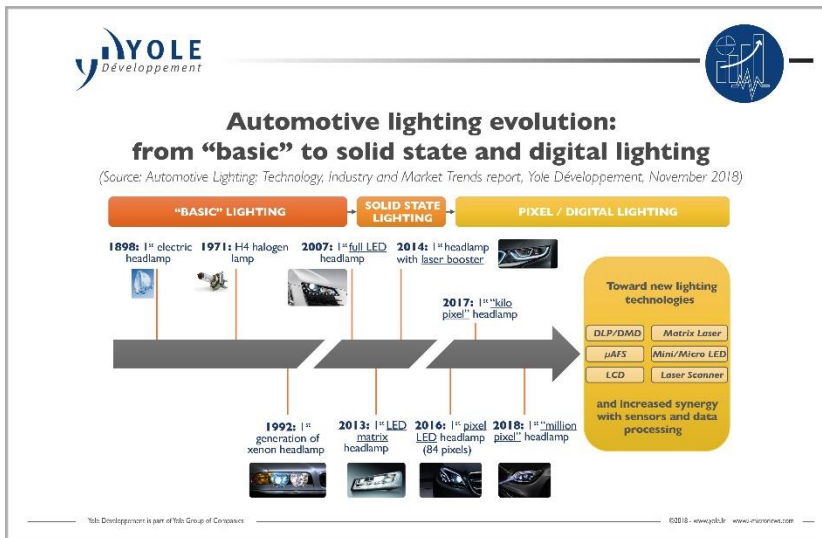 YOLE
Développement
Automotive lighting evolution:
from “basic” to solid state and digital lighting
(Source: Automotive Lighting: Technology, Industry and Market Trends report, Yole Développement, November 2018)
“BASIC” LIGHTING
SOLID STATE
LIGHTING
PIXEL / DIGITAL LIGHTING
1898: 1st electric
headlamp
1971: H4 halogen
lamp
2007: 1st full LED
headlamp
2014: 1st headlamp
with laser booster
2017: 1st “kilo
pixel” headlamp
1992: 1st
generation of
xenon headlamp
2013: 1st LED
matrix
headlamp
2016: 1st pixel
LED headlamp
(84 pixels)
2018: 1st “million
pixel” headlamp
Toward new lighting
technologies
DLP/DMD
Matrix Laser
µAFS
Mini/Micro LED
LCD
Laser Scanner
and increased synergy
with sensors and data
processing
Yole Développement is part of Yole Group of Companies
©2018 - www.yole.fr www.i-micronews.com